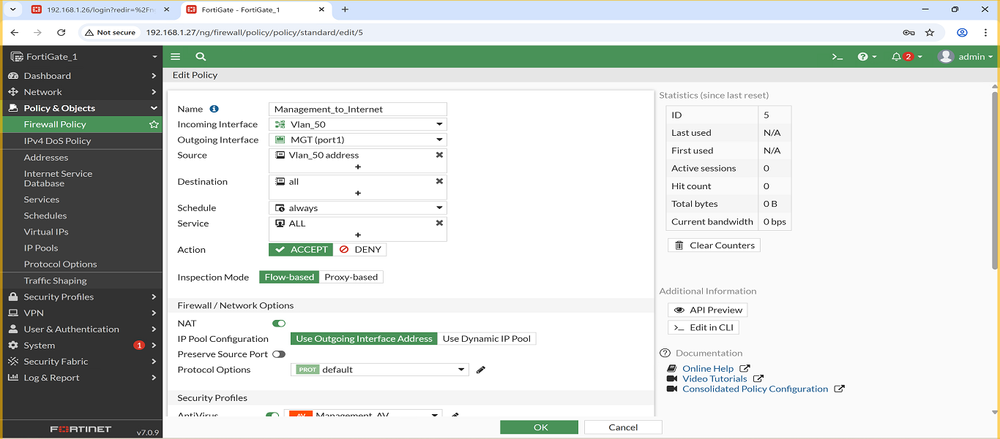 192.168.1.26/login?redir=%2Fn
FortiGate - FortiGate_1
Not secure
192.168.1.27/ng/firewall/policy/policy/standard/edit/5
FortiGate_1
2
admin
Dashboard
Network
Policy & Objects
Firewall Policy
IPv4 DoS Policy
Addresses
Internet Service
Database
Services
Schedules
Virtual IPs
IP Pools
Protocol Options
Traffic Shaping
Security Profiles
VPN
User & Authentication
System 1
Security Fabric
Log & Report
FORTINET
v7.0.9
Edit Policy
Name Management_to_Internet
Incoming Interface Vlan_50
Outgoing Interface MGT (port1)
Source Vlan_50 address
+
Destination all
+
Schedule always
Service ALL
+
Action ACCEPT DENY
Inspection Mode Flow-based Proxy-based
Firewall / Network Options
NAT
IP Pool Configuration Use Outgoing Interface Address Use Dynamic IP Pool
Preserve Source Port
Protocol Options PROT default
Security Profiles
AntiVirus AV Management_AV
OK Cancel
Statistics (since last reset)
ID 5
Last used N/A
First used N/A
Active sessions 0
Hit count 0
Total bytes 0 B
Current bandwidth 0 bps
Clear Counters
Additional Information
API Preview
>_ Edit in CLI
Documentation
Online Help
Video Tutorials
Consolidated Policy Configuration